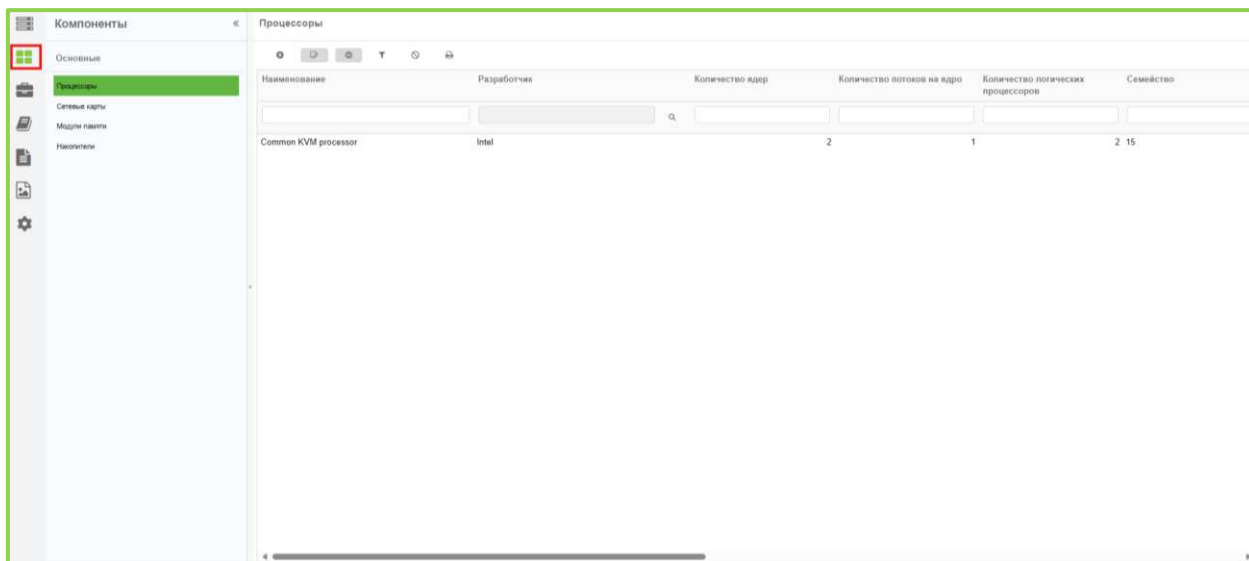 Компоненты « Процессоры
Основные
Процессоры
Сетевые карты
Модули памяти
Накопители
Наименование Разработчик Количество ядер Количество потоков на ядро Количество логических Семейство
процессоров
Common KVM processor Intel 2 1 2 15